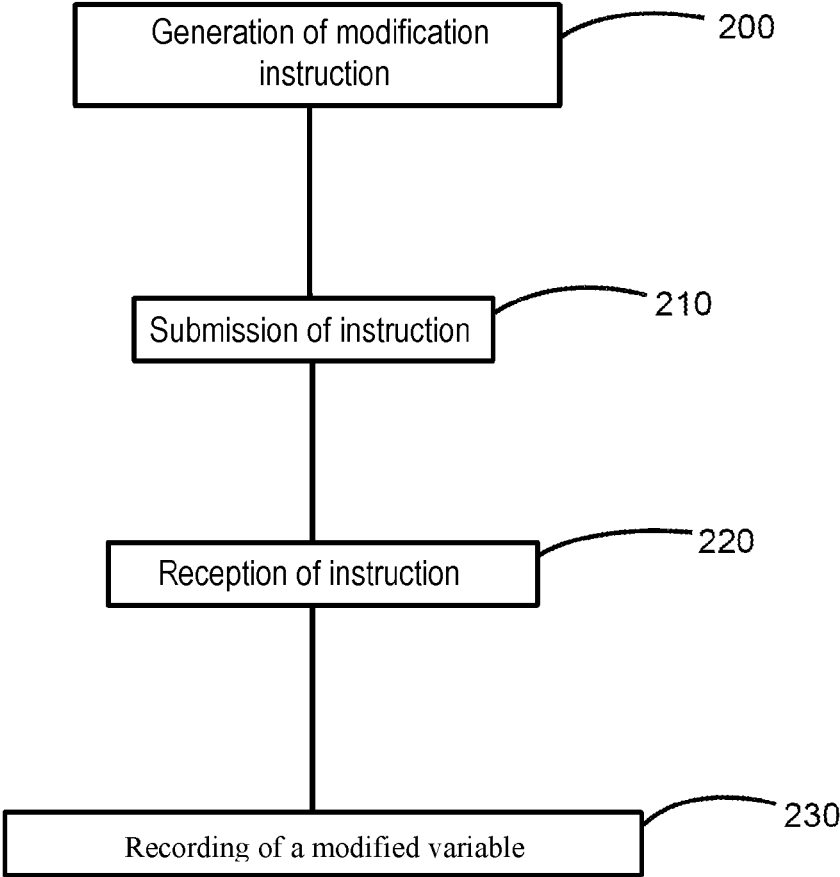 Generation of modification
instruction
200
Submission of instruction
210
Reception of instruction
220
Recording of a modified variable
230